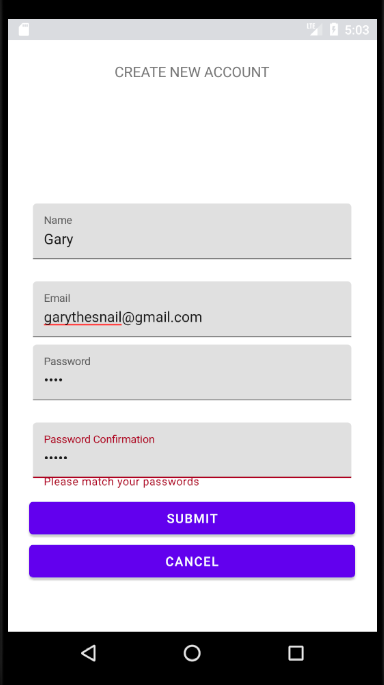 LTE 5:03
CREATE NEW ACCOUNT
Name
Gary
Email
garythesnail@gmail.com
Password
••••
Password Confirmation
•••••
Please match your passwords
SUBMIT
CANCEL